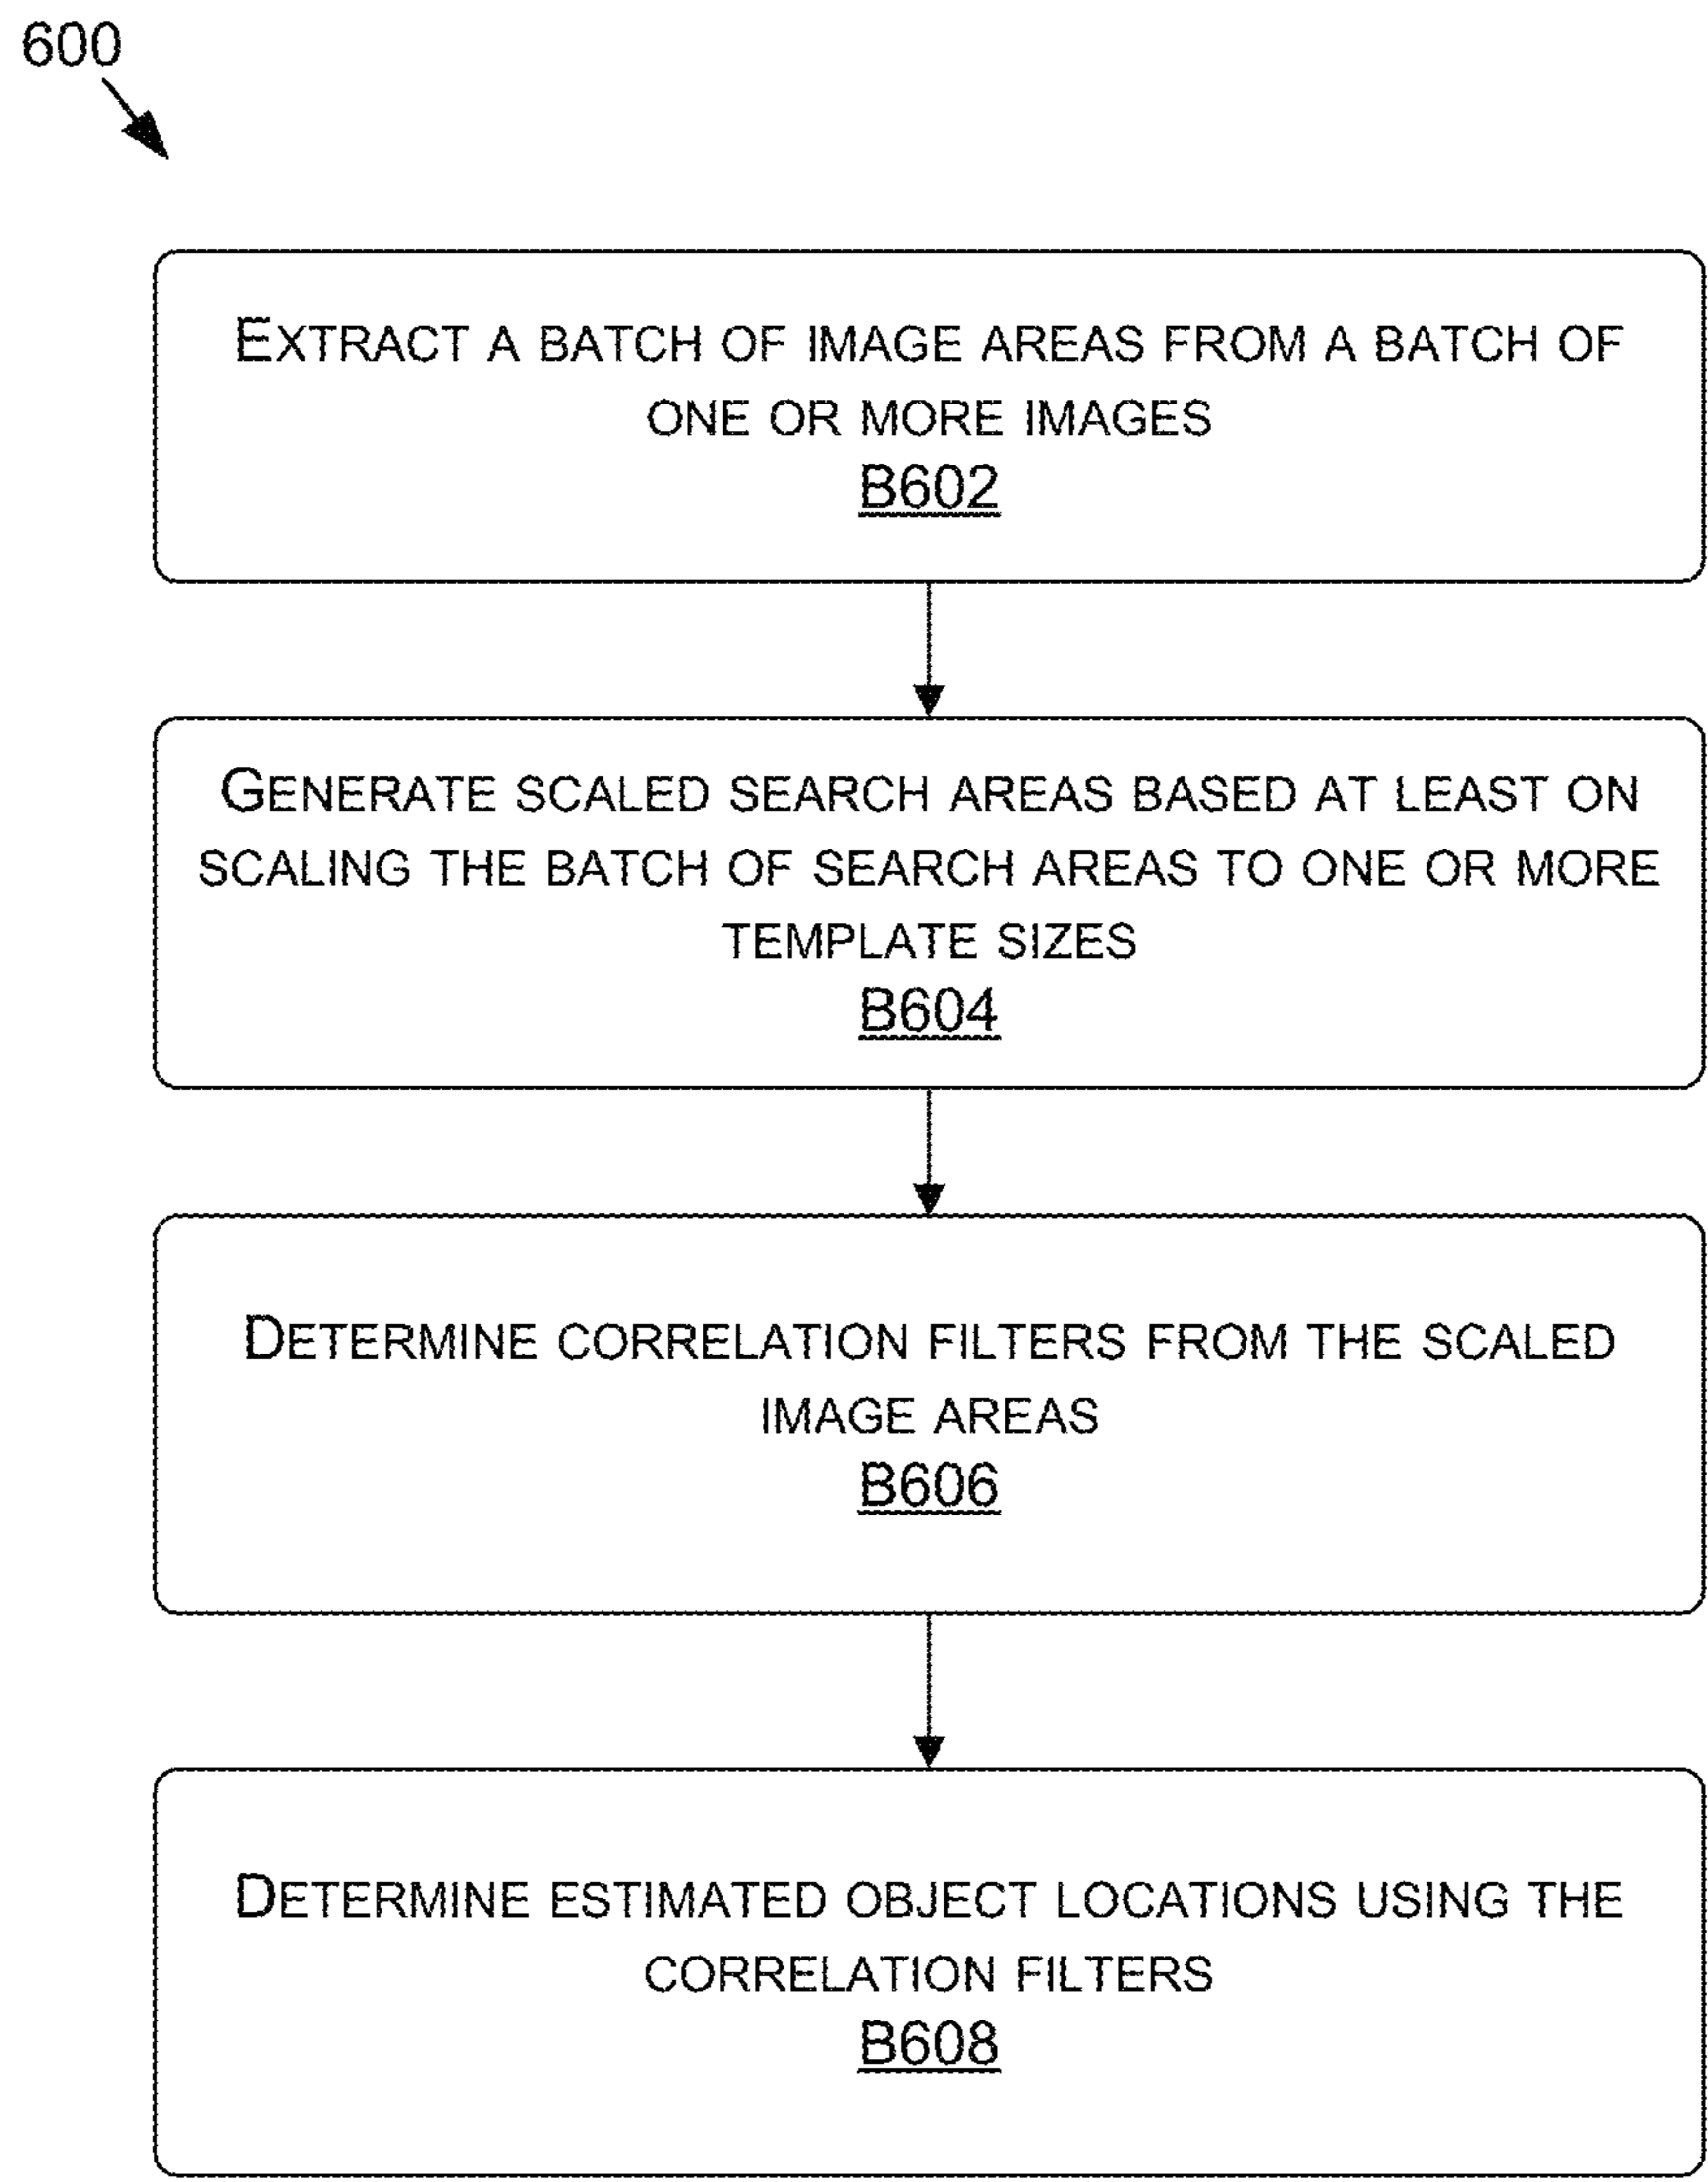 600
EXTRACT A BATCH OF IMAGE AREAS FROM A BATCH OF
ONE OR MORE IMAGES
B602
GENERATE SCALED SEARCH AREAS BASED AT LEAST ON
SCALING THE BATCH OF SEARCH AREAS TO ONE OR MORE
TEMPLATE SIZES
B604
DETERMINE CORRELATION FILTERS FROM THE SCALED
IMAGE AREAS
B606
DETERMINE ESTIMATED OBJECT LOCATIONS USING THE
CORRELATION FILTERS
B608